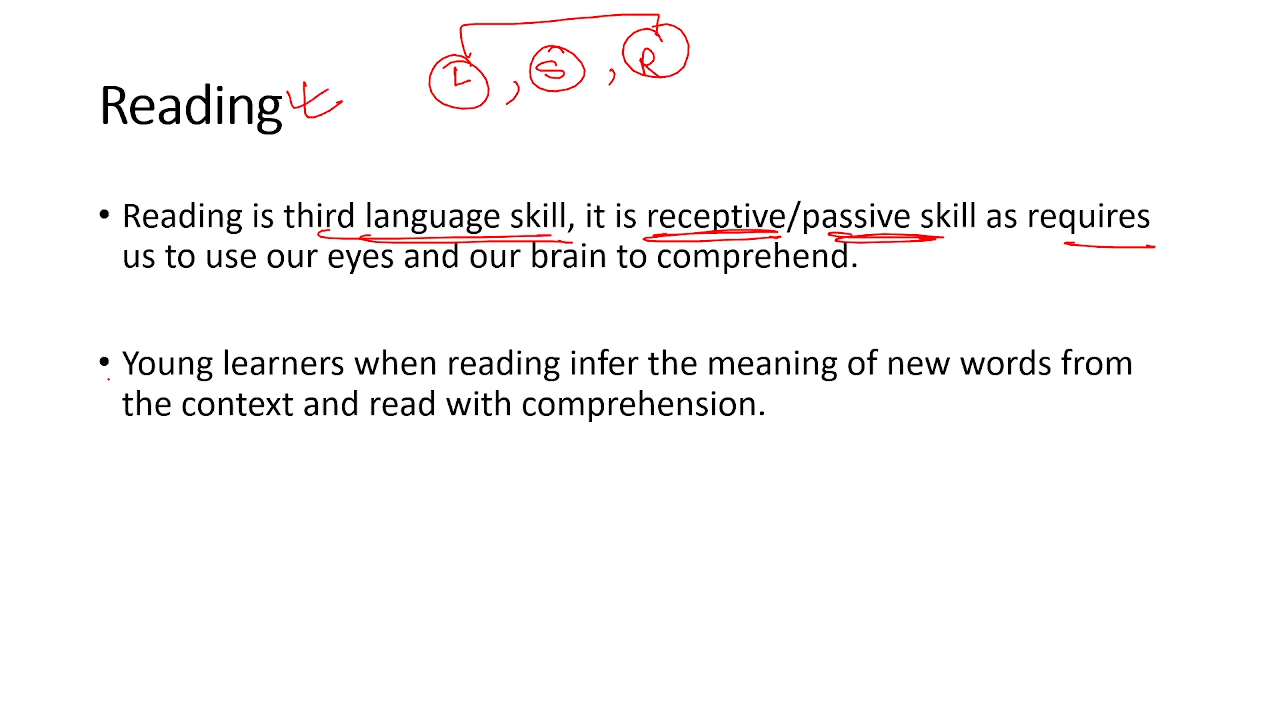 L , S , R
Reading
• Reading is third language skill, it is receptive/passive skill as requires
us to use our eyes and our brain to comprehend.
• Young learners when reading infer the meaning of new words from
the context and read with comprehension.